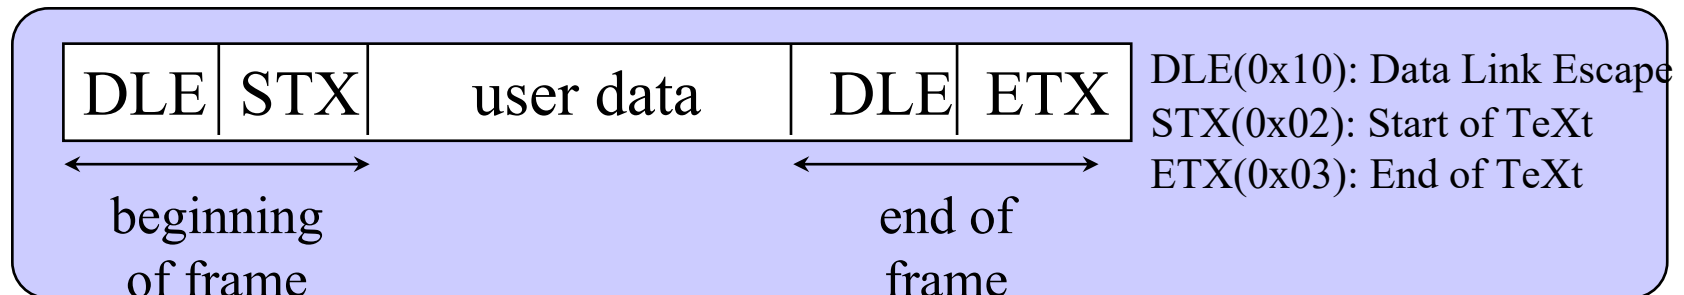 DLE STX user data DLE ETX
DLE(0x10): Data Link Escape
STX(0x02): Start of TeXt
ETX(0x03): End of TeXt
beginning
of frame
end of
frame